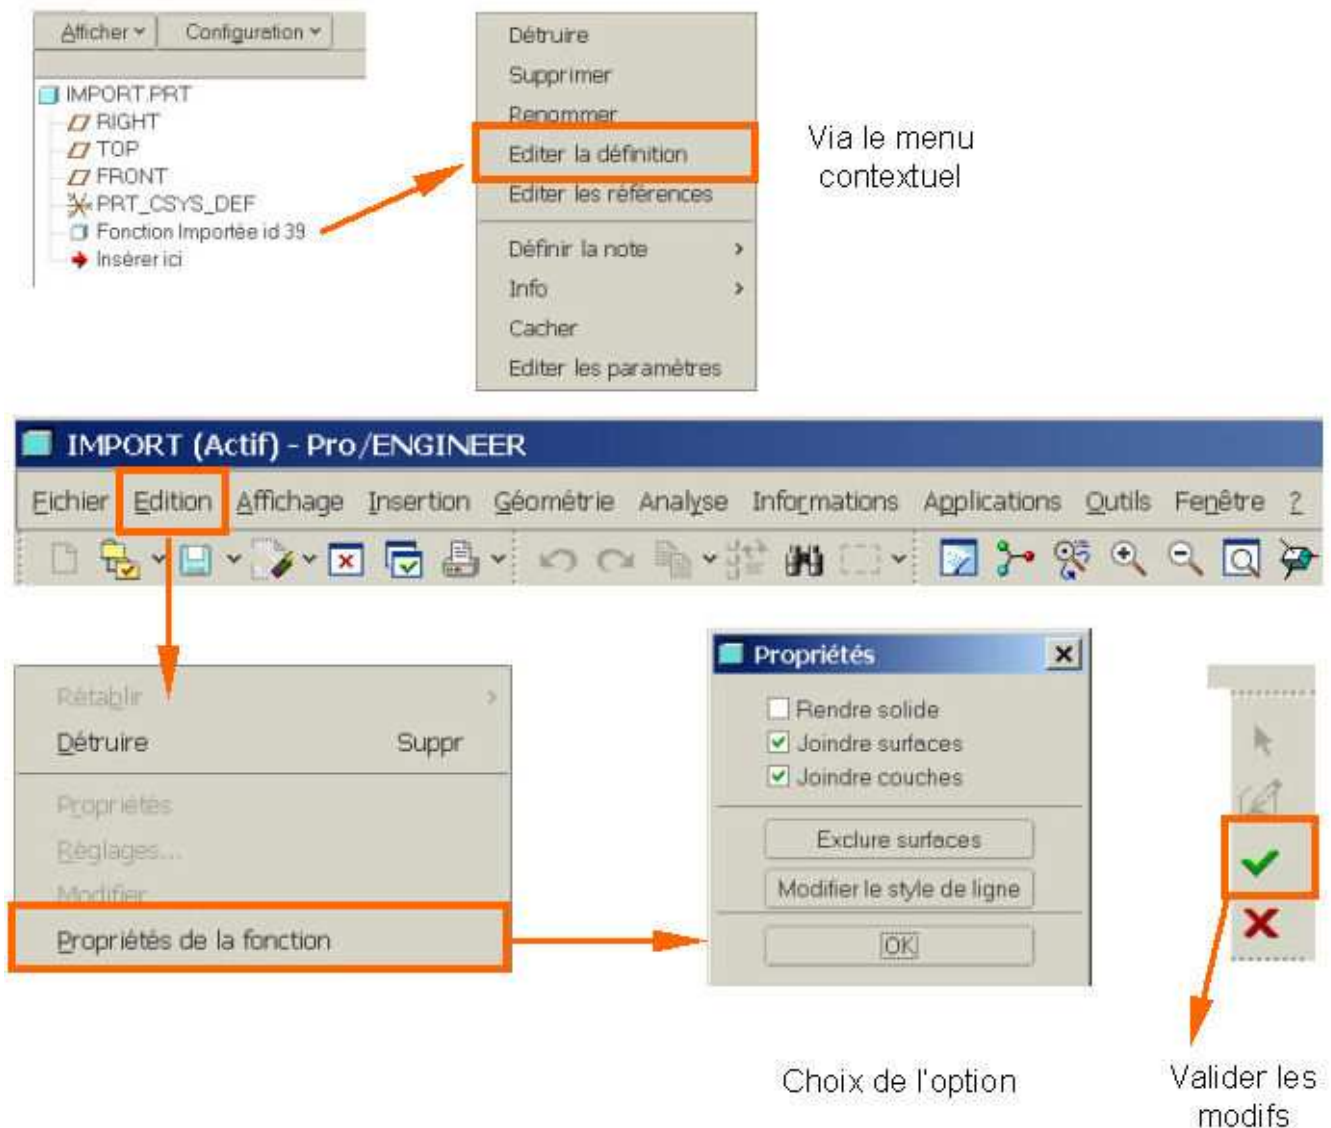 Afficher Configuration
IMPORT.PRT
RIGHT
TOP
FRONT
PRT_CSYS_DEF
Fonction Importée id 39
Insérer ici
Détruire
Supprimer
Renommer
Editer la définition
Editer les références
Définir la note
Info
Cacher
Editer les paramètres
Via le menu
contextuel
IMPORT (Actif) - Pro/ENGINEER
Fichier Edition Affichage Insertion Géométrie Analyse Informations Applications Outils Fenêtre ?
Rétablir
Détruire Suppr
Propriétés
Réglages...
Modifier
Propriétés de la fonction
Propriétés
Rendre solide
Joindre surfaces
Joindre couches
Exclure surfaces
Modifier le style de ligne
OK
Choix de l'option
Valider les
modifs